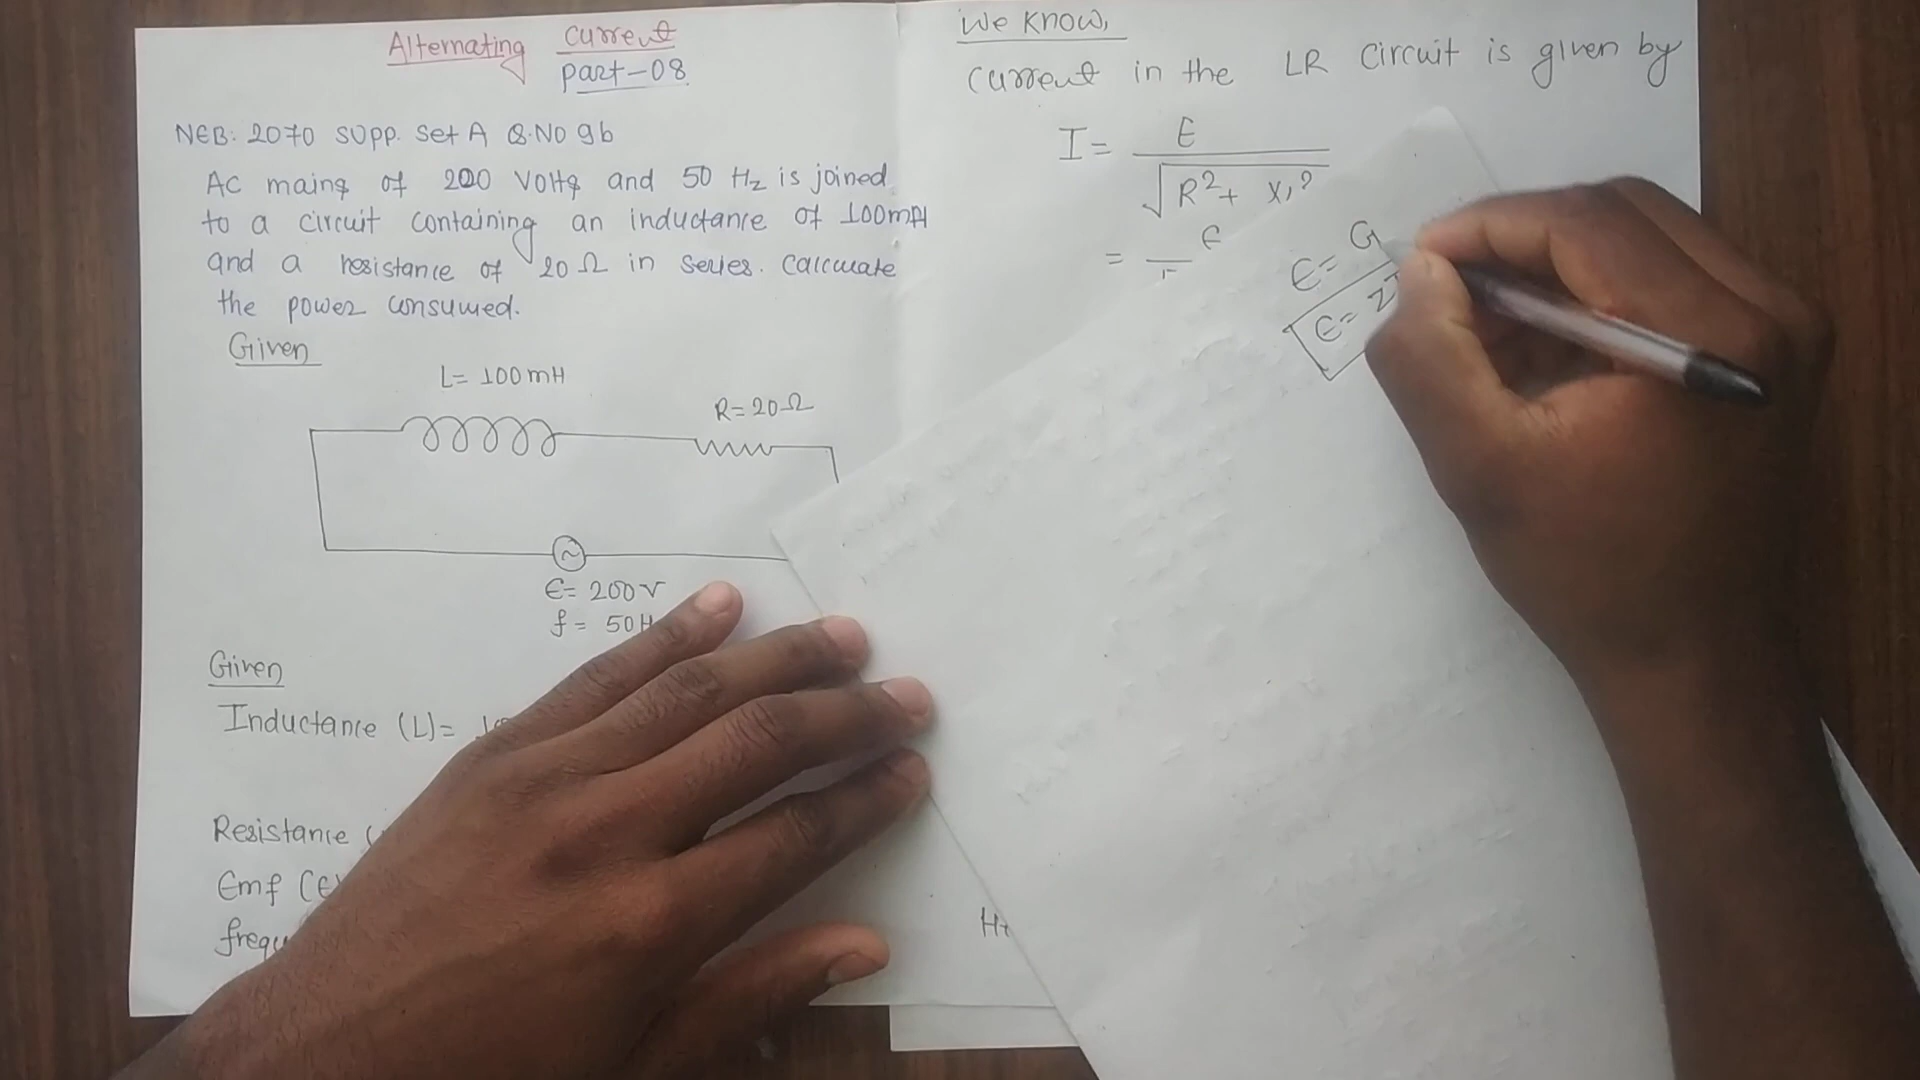 Alternating Current
Part-08
NEB: 2070 Supp. Set A Q.No 9b
AC mains of 200 Volts and 50 Hz is joined
to a circuit containing an inductance of 100mH
and a resistance of 20 Ω in series. Calculate
the power consumed.
Given
L= 100mH
R= 20Ω
E= 200V
f= 50H
Given
Inductance (L)=
Resistance (
Emf (E)
frequ
We know,
Current in the LR Circuit is given by
I= E
√R²+ XL²
= E
E=
E= Z